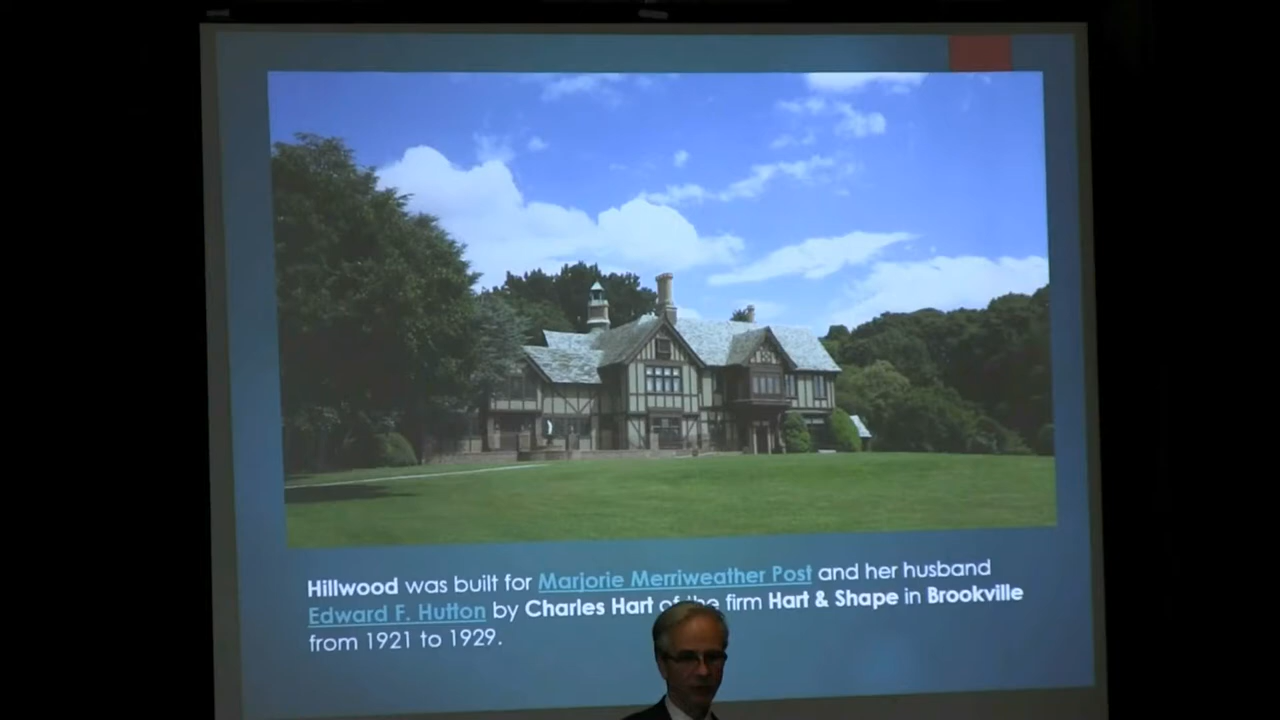 Hillwood was built for Marjorie Merriweather Post and her husband
Edward F. Hutton by Charles Hart of the firm Hart & Shape in Brookville
from 1921 to 1929.